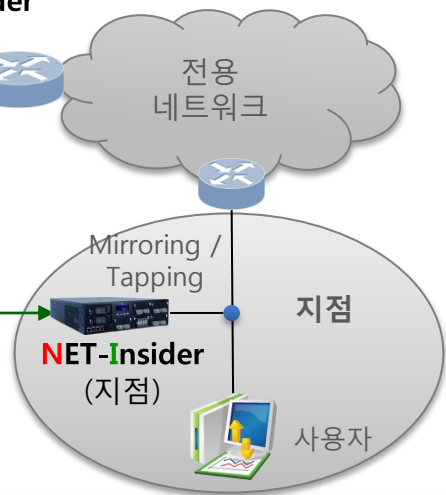 전용
네트워크
Mirroring /
Tapping
지점
NET-Insider
(지점)
사용자